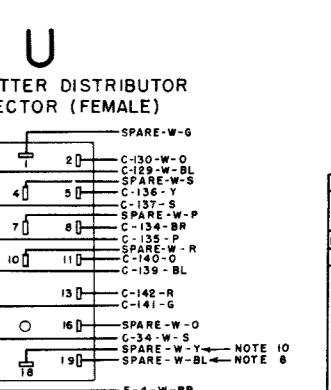 U
TTER DISTRIBUTOR
ECTOR (FEMALE)
SPARE-W-G
1
2 C-130-W-O
C-129-W-BL
SPARE-W-S
4 5 C-136-Y
C-137-S
SPARE-W-P
7 8 C-134-BR
C-135-P
SPARE-W-R
10 11 C-140-O
C-139-BL
13 C-142-R
C-141-G
16 SPARE-W-O
C-34-W-S
SPARE-W-Y NOTE 10
18 19 SPARE-W-BL NOTE 6